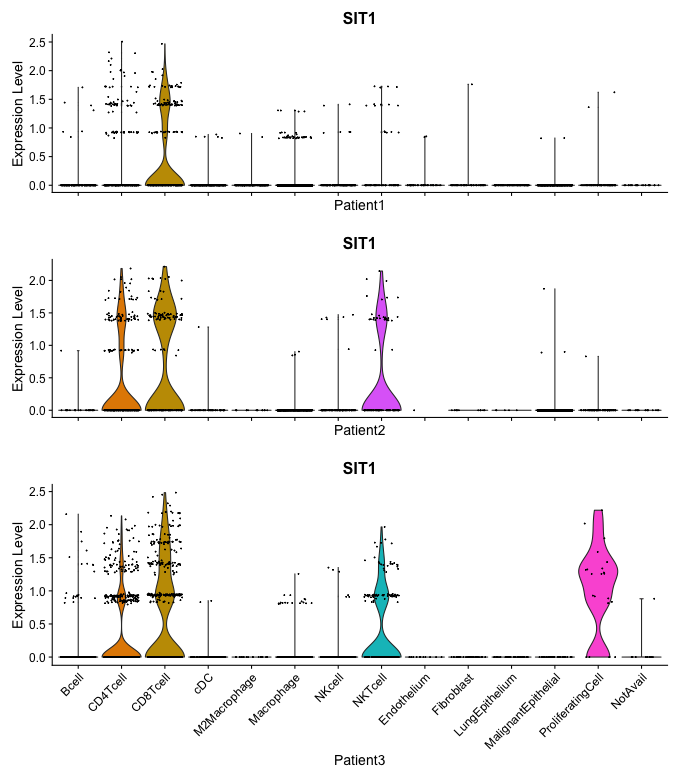 SIT1
Expression Level
2.5
2.0
1.5
1.0
0.5
0.0
Patient1
SIT1
Expression Level
2.0
1.5
1.0
0.5
0.0
Patient2
SIT1
Expression Level
2.5
2.0
1.5
1.0
0.5
0.0
Bcell
CD4Tcell
CD8Tcell
cDC
M2Macrophage
Macrophage
NKcell
NKTcell
Endothelium
Fibroblast
LungEpithelium
MalignantEpithelial
ProliferatingCell
NotAvail
Patient3